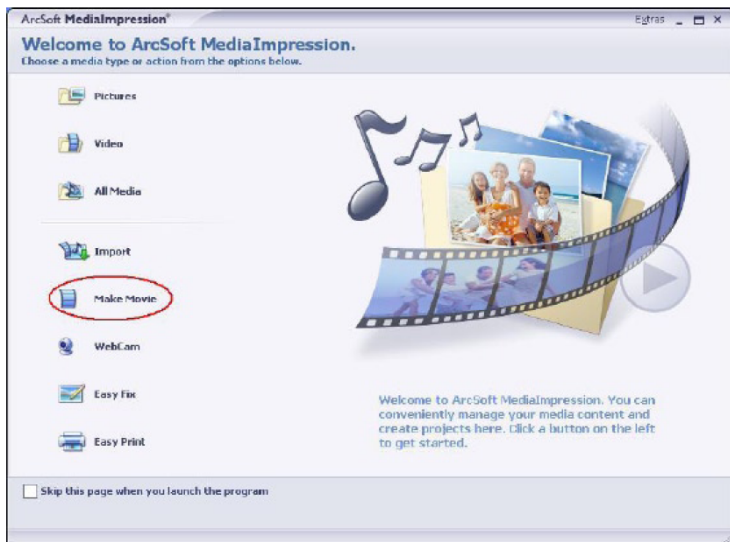 ArcSoft MediaImpression® Extras
Welcome to ArcSoft MediaImpression.
Choose a media type or action from the options below.
Pictures
Video
All Media
Import
Make Movie
WebCam
Easy Fix
Easy Print
Welcome to ArcSoft MediaImpression. You can
conveniently manage your media content and
create projects here. Click a button on the left
to get started.
Skip this page when you launch the program